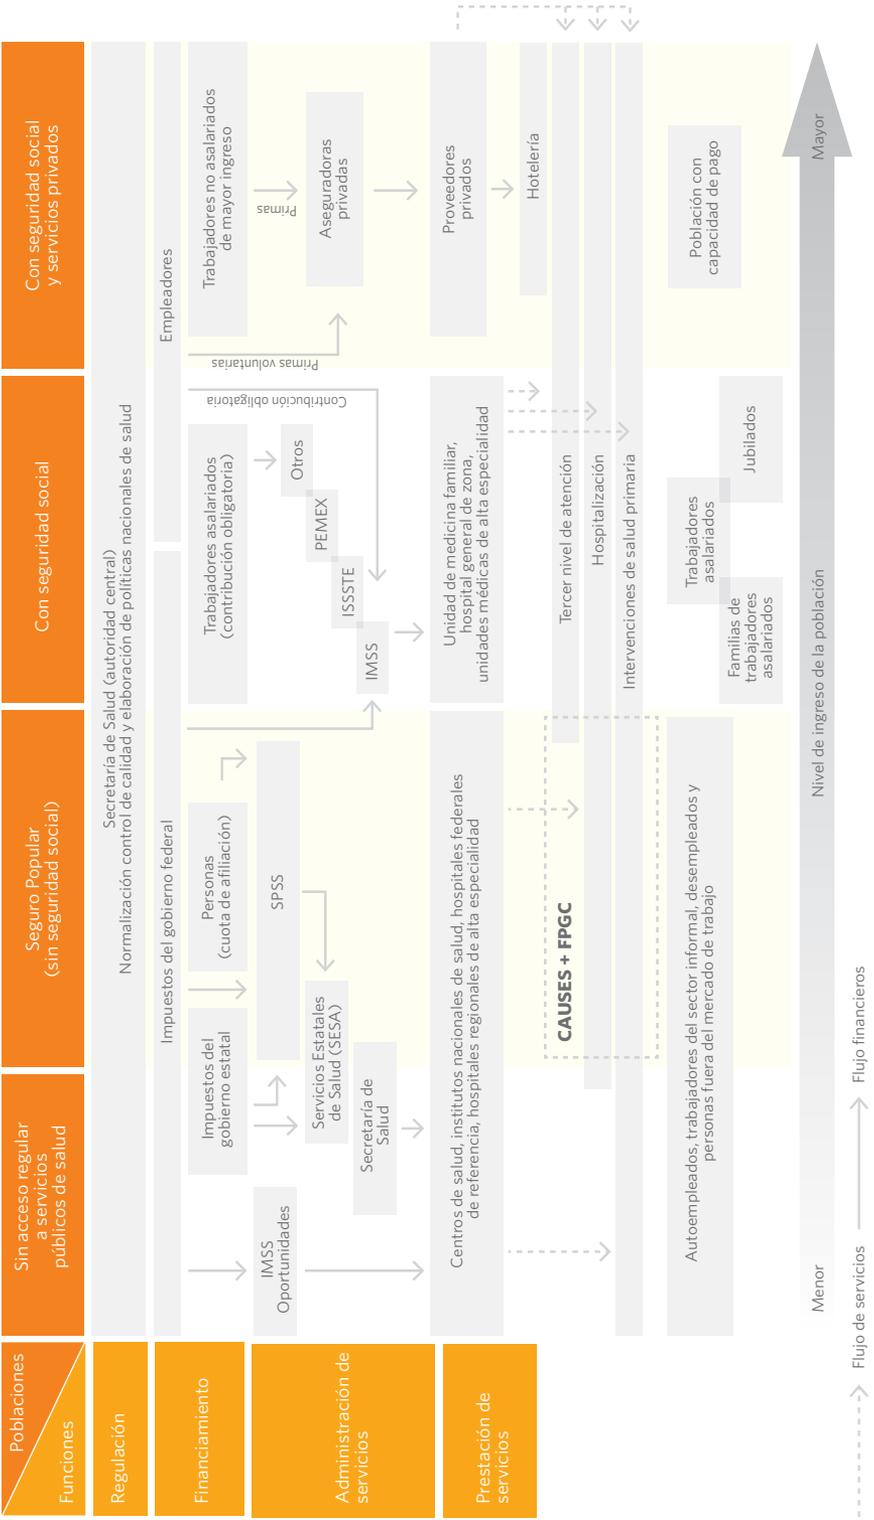 Poblaciones
Funciones
Sin acceso regular
a servicios
públicos de salud
Seguro Popular
(sin seguridad social)
Con seguridad social
Con seguridad social
y servicios privados
Regulación
Secretaría de Salud (autoridad central)
Normalización control de calidad y elaboración de políticas nacionales de salud
Financiamiento
Impuestos del gobierno federal
Empleadores
Impuestos del
gobierno estatal
Personas
(cuota de afiliación)
Trabajadores asalariados
(contribución obligatoria)
Contribución obligatoria
Primas voluntarias
Trabajadores no asalariados
de mayor ingreso
Primas
Administración de
servicios
IMSS
Oportunidades
Secretaría de
Salud
Servicios Estatales
de Salud (SESA)
SPSS
IMSS
ISSSTE
PEMEX
Otros
Aseguradoras
privadas
Prestación de
servicios
Centros de salud, institutos nacionales de salud, hospitales federales
de referencia, hospitales regionales de alta especialidad
Unidad de medicina familiar,
hospital general de zona,
unidades médicas de alta especialidad
Proveedores
privados
Hotelería
CAUSES + FPGC
Tercer nivel de atención
Hospitalización
Intervenciones de salud primaria
Autoempleados, trabajadores del sector informal, desempleados y
personas fuera del mercado de trabajo
Familias de
trabajadores
asalariados
Trabajadores
asalariados
Jubilados
Población con
capacidad de pago
Menor
Nivel de ingreso de la población
Mayor
Flujo de servicios
Flujo financieros